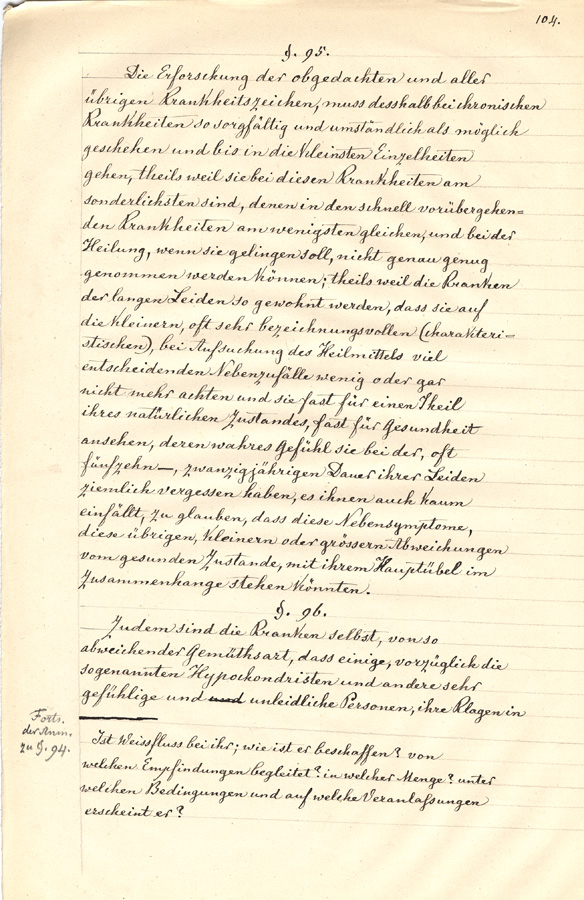 104.
§. 95.
Die Erforschung der obgedachten und aller
übrigen Krankheitszeichen, muss desshalb bei chronischen
Krankheiten so sorgfältig und umständlich als möglich
geschehen und bis in die kleinsten Einzelheiten
gehen, theils weil sie bei diesen Krankheiten am
sonderlichsten sind, denen in den schnell vorübergehen=
den Krankheiten am wenigsten gleichen, und bei der
Heilung, wenn sie gelingen soll, nicht genau genug
genommen werden können; theils weil die Kranken
der langen Leiden so gewohnt werden, dass sie auf
die kleinern, oft sehr bezeichnungsvollen (charakteri=
stischen), bei Aufsuchung des Heilmittels viel
entscheidenden Nebenzufälle wenig oder gar
nicht mehr achten und sie fast für einen Theil
ihres natürlichen Zustandes, fast für Gesundheit
ansehen, deren wahres Gefühl sie bei der, oft
fünfzehn—, zwanzigjährigen Dauer ihrer Leiden
ziemlich vergessen haben, es ihnen auch kaum
einfällt, zu glauben, dass diese Nebensymptome,
diese übrigen, kleinern oder grössern Abweichungen
vom gesunden Zustande, mit ihrem Hauptübel im
Zusammenhange stehen könnten.
§. 96.
Zudem sind die Kranken selbst, von so
abweichender Gemüthsart, dass einige, vorzüglich die
sogenannten Hypochondristen und andere sehr
gefühlige und und unleidliche Personen, ihre Klagen in
Forts.
der Anm.
zu §. 94.
Ist Weissfluss bei ihr; wie ist er beschaffen? von
welchen Empfindungen begleitet? in welcher Menge? unter
welchen Bedingungen und auf welche Veranlassungen
erscheint er?